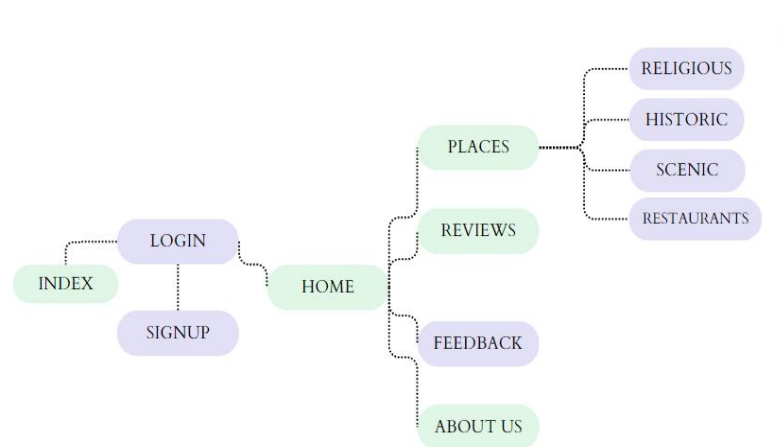 RELIGIOUS
HISTORIC
PLACES
SCENIC
RESTAURANTS
REVIEWS
LOGIN
INDEX
HOME
SIGNUP
FEEDBACK
ABOUT US